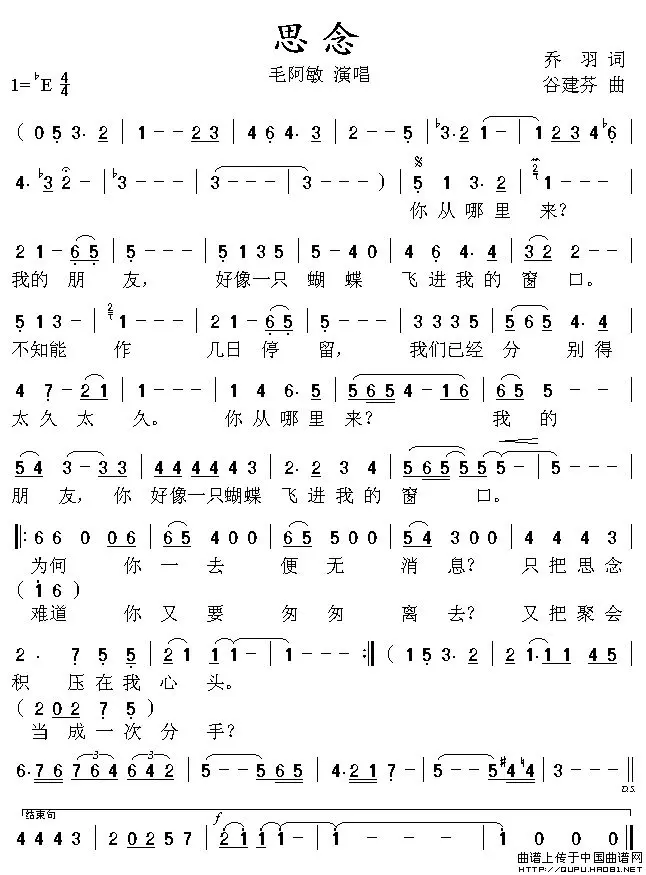 思念
毛阿敏 演唱
乔 羽 词
1=♭E 4/4
谷建芬 曲
( 0 5 3· 2 | 1 - - 2 3 | 4 6 4· 3 | 2 - - 5 | ♭3· 2 1 - | 1 2 3 4 ♭6 |
4· ♭3 2 - | ♭3 - - - | 3 - - - | 3 - - - ) | 5 1 3· 2 | 2 1 - - - |
你 从 哪 里 来?
2 1 - 6 5 | 5 - - - | 5 1 3 5 | 5 - 4 0 | 4 6 4· 4 | 3 2 2 - - |
我的 朋 友, 好像一只 蝴 蝶 飞 进 我 的 窗 口。
5 1 3 - | 2 1 - - - | 2 1 - 6 5 | 5 - - - | 3 3 3 5 | 5 6 5 4· 4 |
不知能 作 几日 停 留, 我们已经 分 别得
4 7 - 2 1 | 1 - - - | 1 4 6· 5 | 5 6 5 4 - 1 6 | 6 5 5 - - |
太 久 太 久。 你 从 哪 里 来? 我 的
5 4 3 - 3 3 | 4 4 4 4 4 3 | 2· 2 3 4 | 5 6 5 5 5 5 - | 5 - - - |
朋 友, 你 好像一只蝴蝶 飞 进 我 的 窗 口。
‖: 6 6 0 0 6 | 6 5 4 0 0 | 6 5 5 0 0 | 5 4 3 0 0 | 4 4 4 3 |
为何 你 一 去 便 无 消 息? 只 把 思 念
( 1 6 )
难道 你 又 要 匆 匆 离 去? 又 把 聚 会
2· 7 5 5 | 2 1 1 1 - | 1 - - - :‖ ( 1 5 3· 2 | 2 1·1 1 4 5 |
积 压 在 我 心 头。
( 2 0 2 7 5 )
当 成 一 次 分 手?
6· 7 6 7 6 4 6 4 2 | 5 - - 5 6 | 4· 2 1 7 | 5 - - 5 ♯4 ♮4 | 3 - - - ‖
D.S.
结束句
4 4 4 3 | 2 0 2 5 7 | f 2 1 1 - | 1 - - - | 1 - - - | 1 0 0 0 ‖
曲谱上传于中国曲谱网
HTTP://QUPU.HAO81.NET